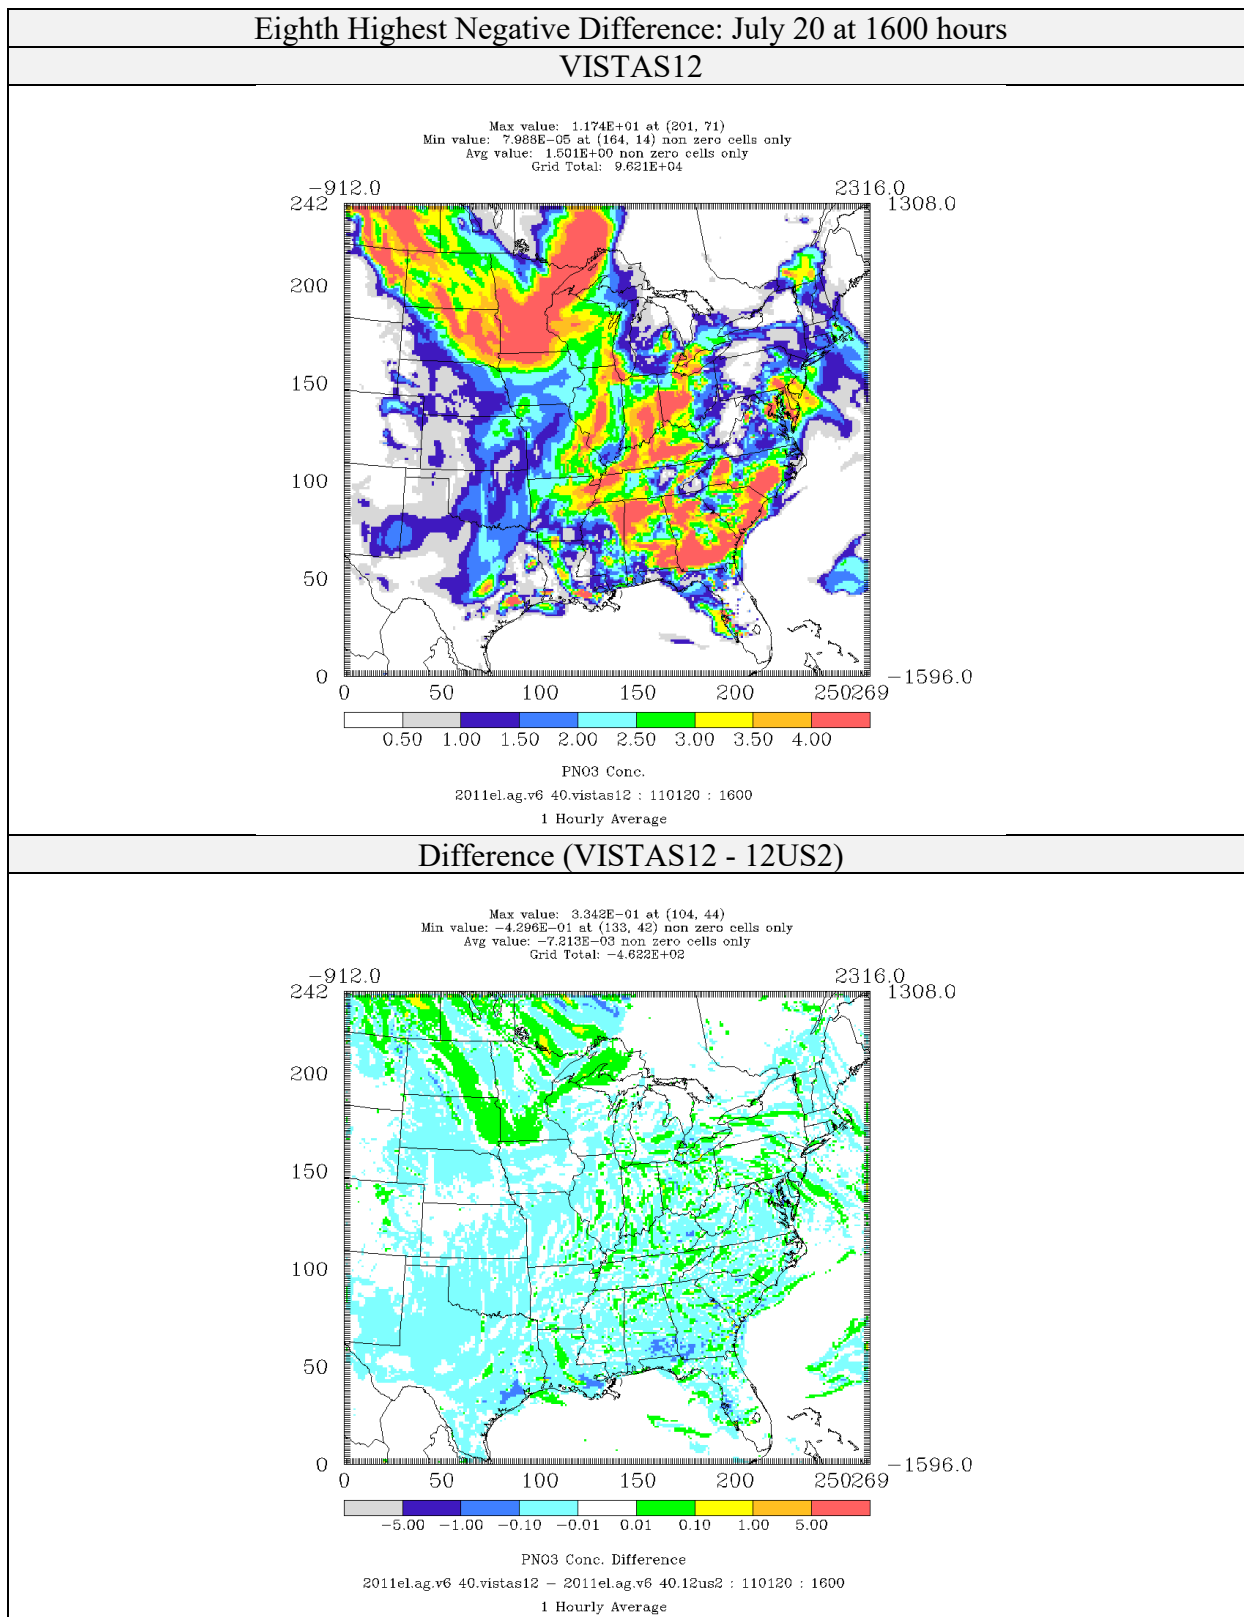 Eighth Highest Negative Difference: July 20 at 1600 hours
VISTAS12
Max value: 1.174E+01 at (201, 71)
Min value: 7.988E-05 at (164, 14) non zero cells only
Avg value: 1.501E+00 non zero cells only
Grid Total: 9.621E+04
-912.0 2316.0
242 1308.0
200
150
100
50
0 -1596.0
0 50 100 150 200 250269
0.50 1.00 1.50 2.00 2.50 3.00 3.50 4.00
PNO3 Conc.
2011el.ag.v6 40.vistas12 : 110120 : 1600
1 Hourly Average
Difference (VISTAS12 - 12US2)
Max value: 3.342E-01 at (104, 44)
Min value: -4.296E-01 at (133, 42) non zero cells only
Avg value: -7.213E-03 non zero cells only
Grid Total: -4.622E+02
-912.0 2316.0
242 1308.0
200
150
100
50
0 -1596.0
0 50 100 150 200 250269
-5.00 -1.00 -0.10 -0.01 0.01 0.10 1.00 5.00
PNO3 Conc. Difference
2011el.ag.v6 40.vistas12 - 2011el.ag.v6 40.12us2 : 110120 : 1600
1 Hourly Average